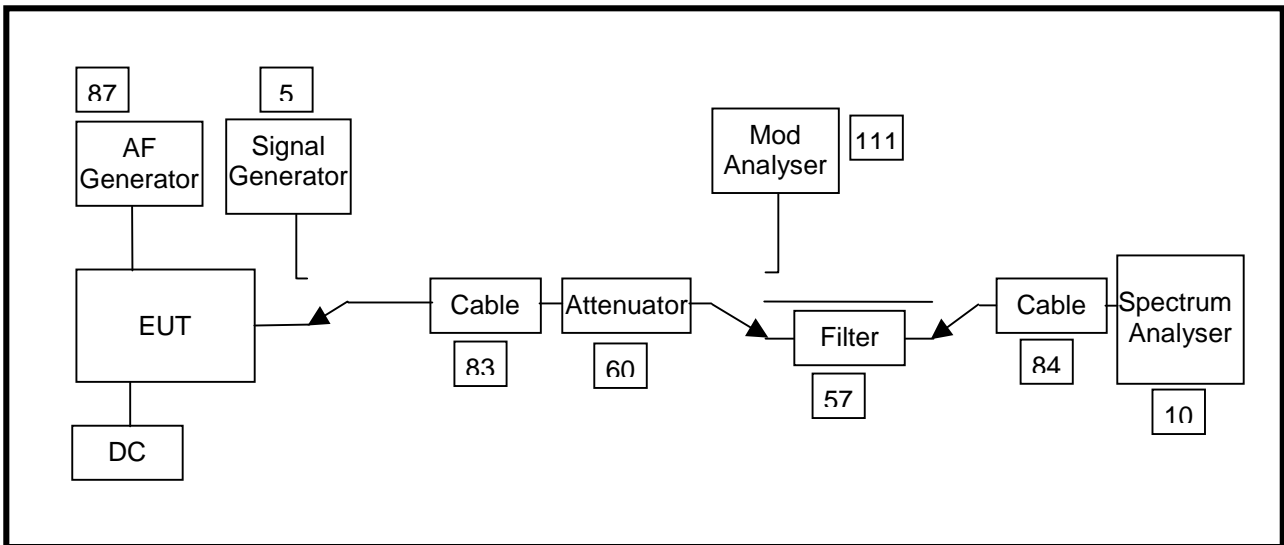 87
5
AF
Generator
Signal
Generator
Mod
Analyser
111
EUT
Cable
Attenuator
Filter
Cable
Spectrum
Analyser
83
60
57
84
10
DC